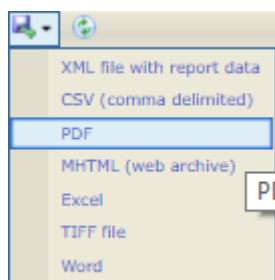 XML file with report data
CSV (comma delimited)
PDF
MHTML (web archive)
Excel
TIFF file
Word